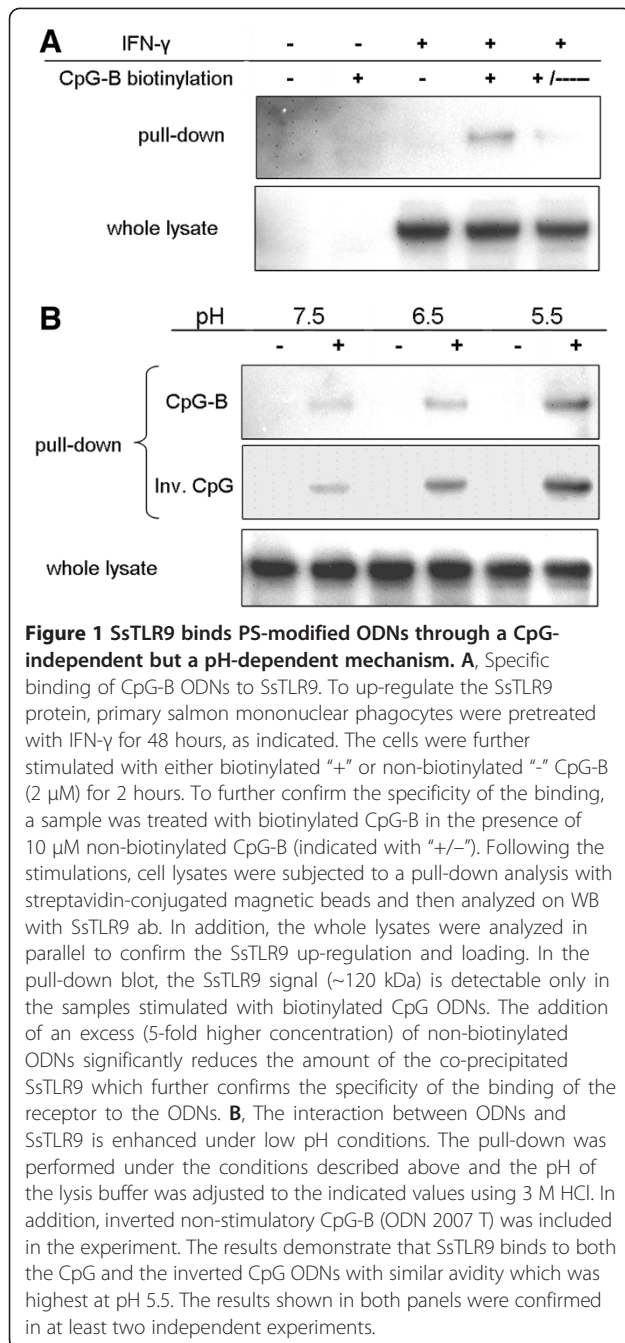 A
IFN-γ - - + + +
CpG-B biotinylation - + - + + /-----
pull-down
whole lysate
B
pH 7.5 6.5 5.5
- + - + - +
CpG-B
pull-down
Inv. CpG
whole lysate
Figure 1 SsTLR9 binds PS-modified ODNs through a CpG-
independent but a pH-dependent mechanism. A, Specific
binding of CpG-B ODNs to SsTLR9. To up-regulate the SsTLR9
protein, primary salmon mononuclear phagocytes were pretreated
with IFN-γ for 48 hours, as indicated. The cells were further
stimulated with either biotinylated “+” or non-biotinylated “-” CpG-B
(2 μM) for 2 hours. To further confirm the specificity of the binding,
a sample was treated with biotinylated CpG-B in the presence of
10 μM non-biotinylated CpG-B (indicated with “+/–”). Following the
stimulations, cell lysates were subjected to a pull-down analysis with
streptavidin-conjugated magnetic beads and then analyzed on WB
with SsTLR9 ab. In addition, the whole lysates were analyzed in
parallel to confirm the SsTLR9 up-regulation and loading. In the
pull-down blot, the SsTLR9 signal (~120 kDa) is detectable only in
the samples stimulated with biotinylated CpG ODNs. The addition
of an excess (5-fold higher concentration) of non-biotinylated
ODNs significantly reduces the amount of the co-precipitated
SsTLR9 which further confirms the specificity of the binding of the
receptor to the ODNs. B, The interaction between ODNs and
SsTLR9 is enhanced under low pH conditions. The pull-down was
performed under the conditions described above and the pH of
the lysis buffer was adjusted to the indicated values using 3 M HCl. In
addition, inverted non-stimulatory CpG-B (ODN 2007 T) was included
in the experiment. The results demonstrate that SsTLR9 binds to both
the CpG and the inverted CpG ODNs with similar avidity which was
highest at pH 5.5. The results shown in both panels were confirmed
in at least two independent experiments.